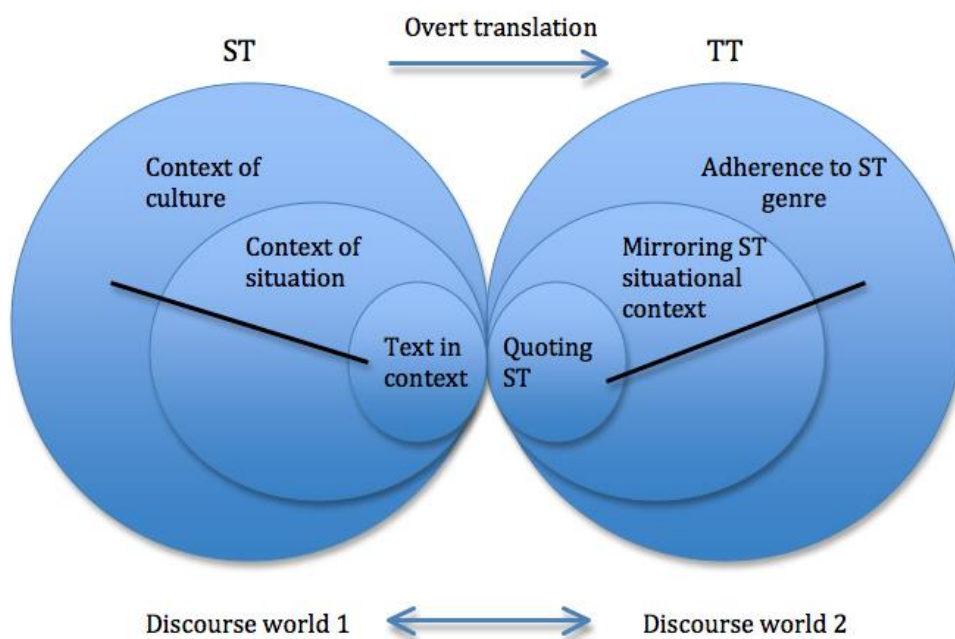 Overt translation
ST
TT
Context of
culture
Context of
situation
Text in
context
Adherence to ST
genre
Mirroring ST
situational
context
Quoting
ST
Discourse world 1
Discourse world 2